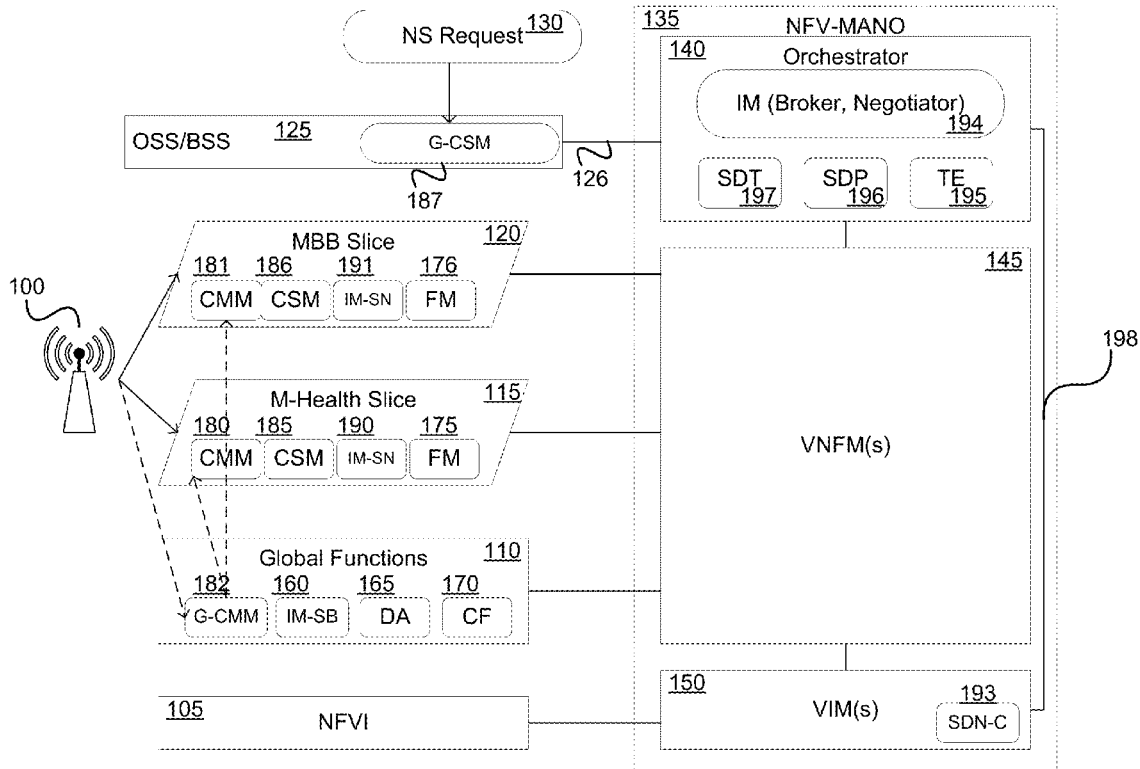 130
NS Request
135
NFV-MANO
140
Orchestrator
IM (Broker, Negotiator)
194
SDT
197
SDP
196
TE
195
OSS/BSS
125
G-CSM
187
126
MBB Slice
120
181
186
191
176
CMM
CSM
IM-SN
FM
145
VNFM(s)
100
198
M-Health Slice
115
180
185
190
175
CMM
CSM
IM-SN
FM
Global Functions
110
182
160
165
170
G-CMM
IM-SB
DA
CF
105
NFVI
150
VIM(s)
193
SDN-C